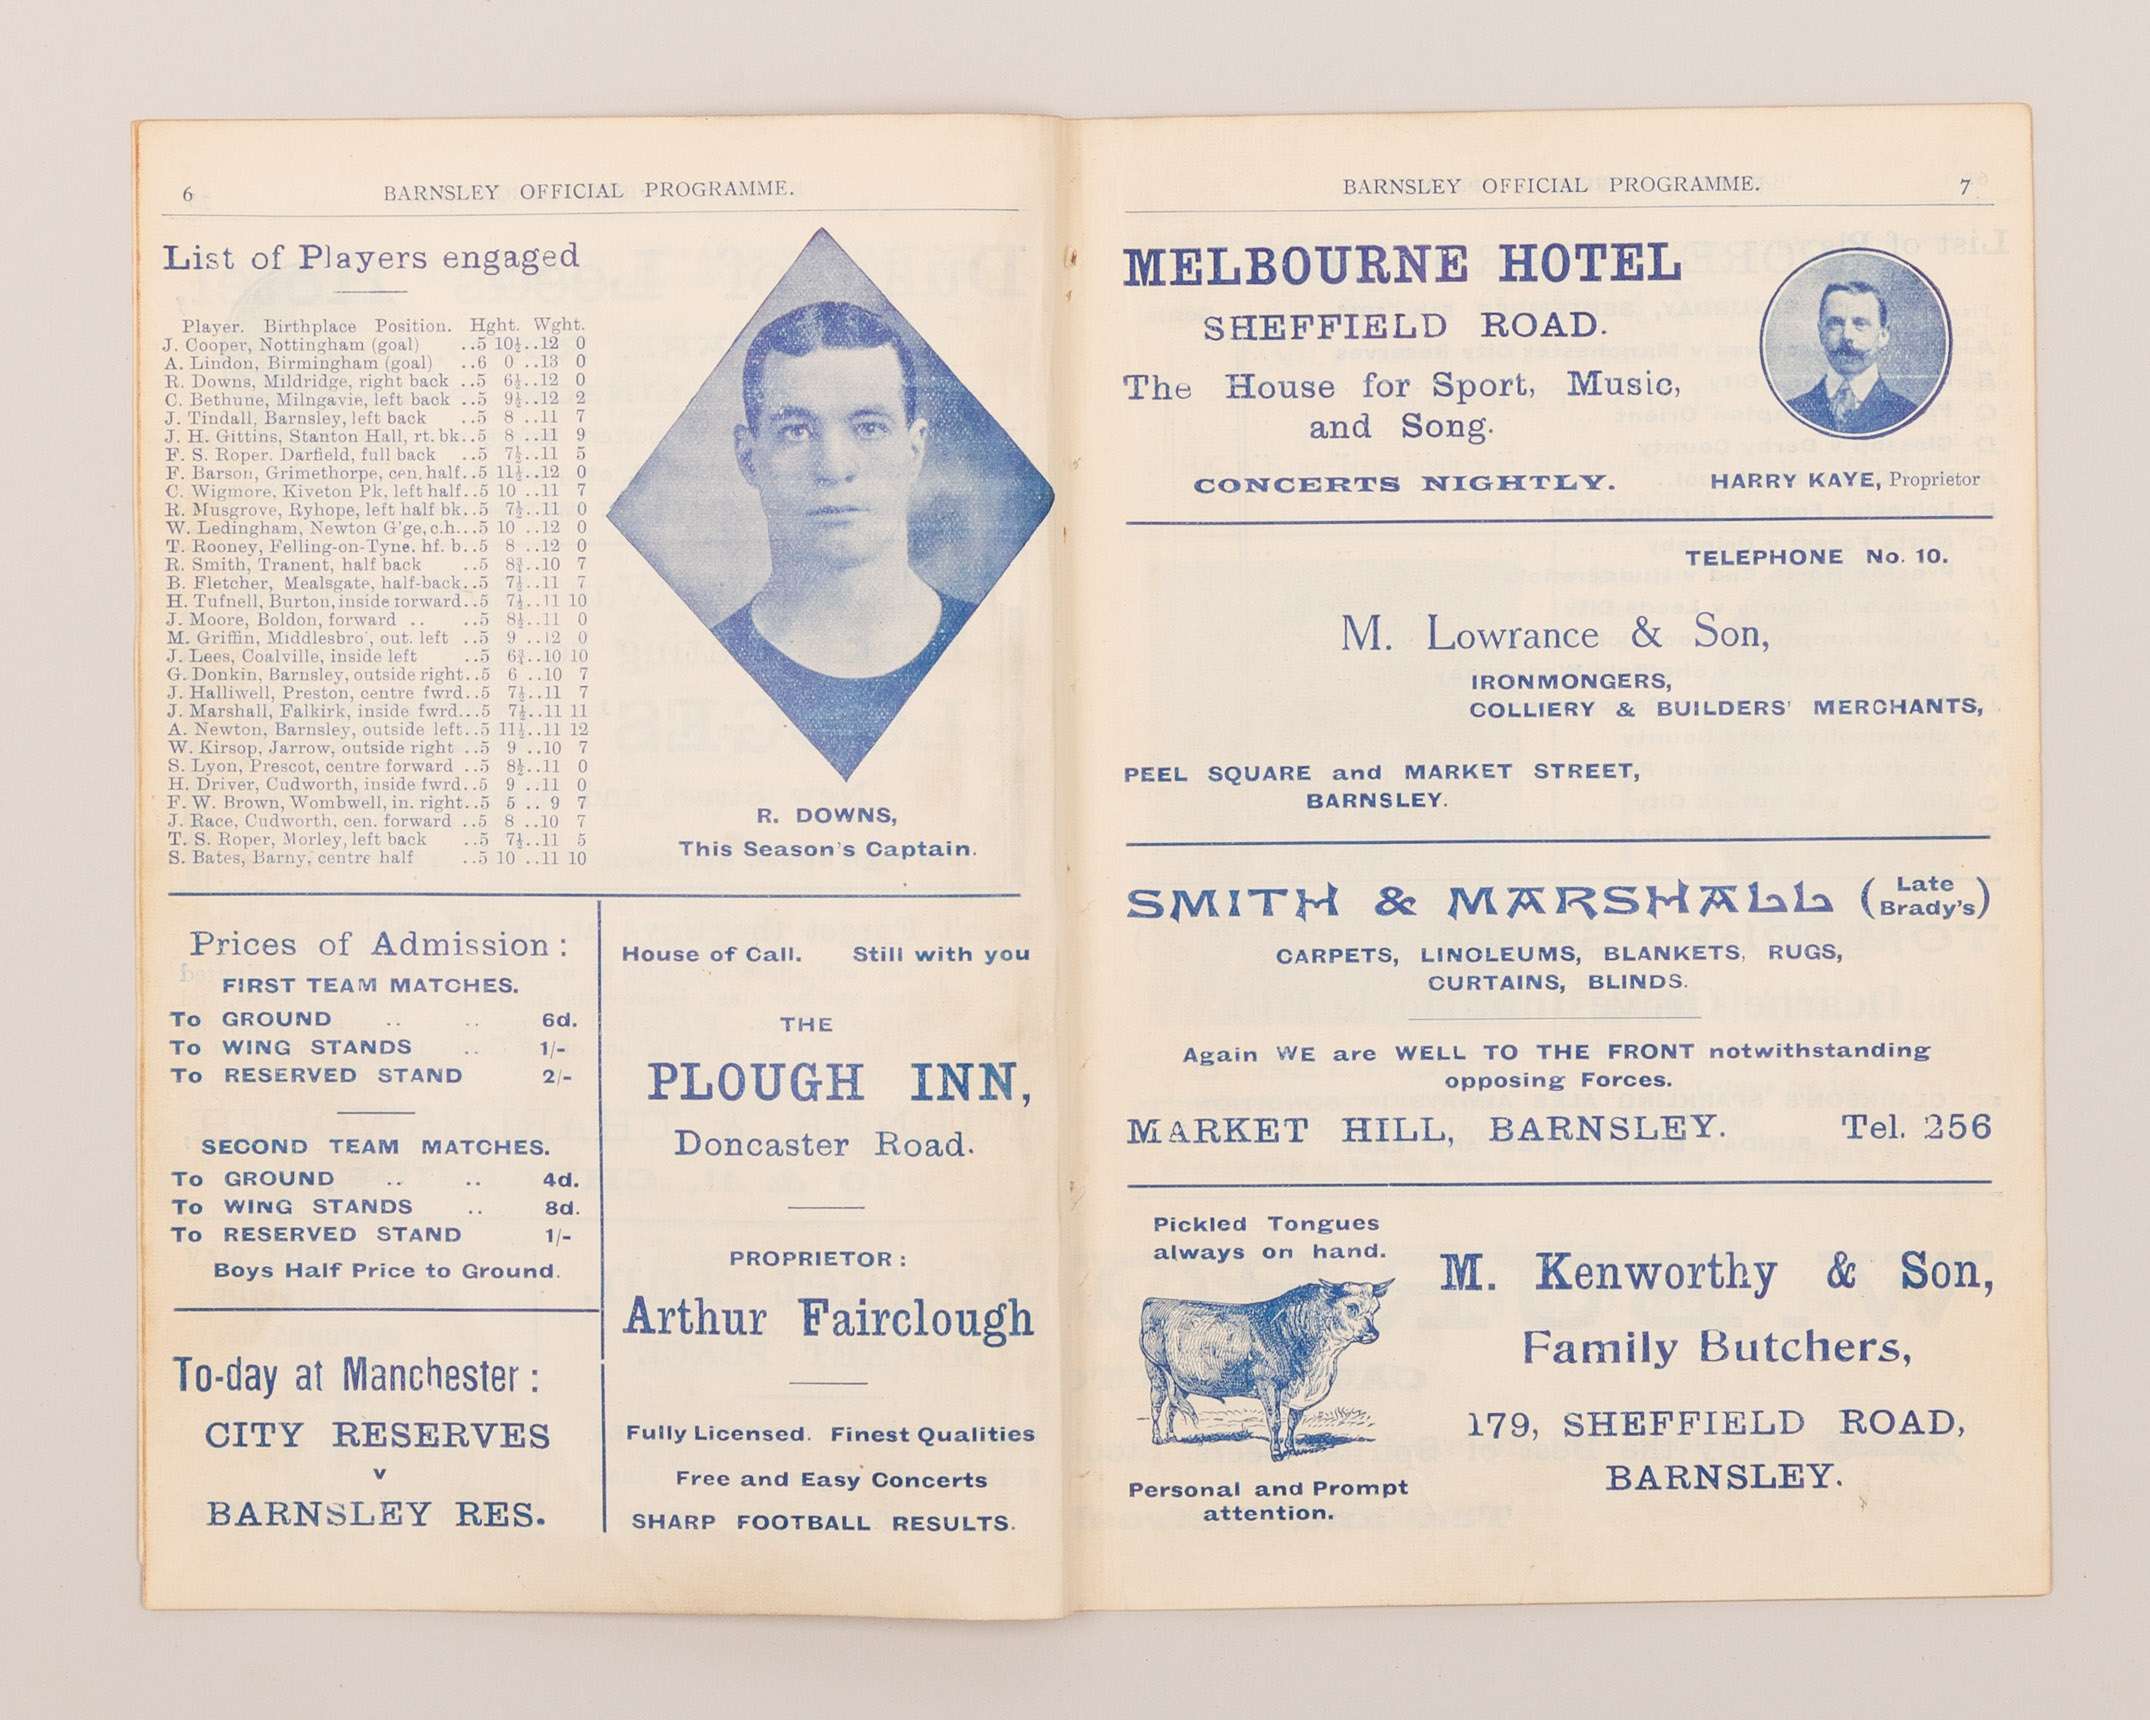 6
BARNSLEY OFFICIAL PROGRAMME.
List of Players engaged
Player. Birthplace Position. Hght. Wght.
J. Cooper, Nottingham (goal) ..5 10½..12 0
A. Lindon, Birmingham (goal) ..6 0 ..13 0
R. Downs, Mildridge, right back ..5 6½..12 0
C. Bethune, Milngavie, left back ..5 9½..12 2
J. Tindall, Barnsley, left back ..5 8 ..11 7
J. H. Gittins, Stanton Hall, rt. bk..5 8 ..11 9
F. S. Roper. Darfield, full back ..5 7½..11 5
F. Barson, Grimethorpe, cen. half..5 11½..12 0
C. Wigmore, Kiveton Pk, left half..5 10 ..11 7
R. Musgrove, Ryhope, left half bk..5 7½..11 0
W. Ledingham, Newton G'ge, c.h...5 10 ..12 0
T. Rooney, Felling-on-Tyne. hf. b..5 8 ..12 0
R. Smith, Tranent, half back ..5 8¾..10 7
B. Fletcher, Mealsgate, half-back..5 7½..11 7
H. Tufnell, Burton, inside forward..5 7½..11 10
J. Moore, Boldon, forward .. ..5 8½..11 0
M. Griffin, Middlesbro', out. left ..5 9 ..12 0
J. Lees, Coalville, inside left ..5 6¾..10 10
G. Donkin, Barnsley, outside right..5 6 ..10 7
J. Halliwell, Preston, centre fwrd..5 7½..11 7
J. Marshall, Falkirk, inside fwrd...5 7½..11 11
A. Newton, Barnsley, outside left..5 11½..11 12
W. Kirsop, Jarrow, outside right ..5 9 ..10 7
S. Lyon, Prescot, centre forward ..5 8½..11 0
H. Driver, Cudworth, inside fwrd..5 9 ..11 0
F. W. Brown, Wombwell, in. right..5 5 .. 9 7
J. Race, Cudworth, cen. forward ..5 8 ..10 7
T. S. Roper, Morley, left back ..5 7½..11 5
S. Bates, Barny, centre half ..5 10 ..11 10
R. DOWNS,
This Season's Captain.
Prices of Admission:
FIRST TEAM MATCHES.
To GROUND .. .. 6d.
To WING STANDS .. 1/-
To RESERVED STAND 2/-
SECOND TEAM MATCHES.
To GROUND .. .. 4d.
To WING STANDS .. 8d.
To RESERVED STAND 1/-
Boys Half Price to Ground.
To-day at Manchester:
CITY RESERVES
v
BARNSLEY RES.
House of Call. Still with you
THE
PLOUGH INN,
Doncaster Road.
PROPRIETOR:
Arthur Fairclough
Fully Licensed. Finest Qualities
Free and Easy Concerts
SHARP FOOTBALL RESULTS.
BARNSLEY OFFICIAL PROGRAMME.
7
MELBOURNE HOTEL
SHEFFIELD ROAD.
The House for Sport, Music,
and Song.
CONCERTS NIGHTLY.
HARRY KAYE, Proprietor
TELEPHONE No. 10.
M. Lowrance & Son,
IRONMONGERS,
COLLIERY & BUILDERS' MERCHANTS,
PEEL SQUARE and MARKET STREET,
BARNSLEY.
SMITH & MARSHALL (Late Brady's)
CARPETS, LINOLEUMS, BLANKETS, RUGS,
CURTAINS, BLINDS.
Again WE are WELL TO THE FRONT notwithstanding
opposing Forces.
MARKET HILL, BARNSLEY. Tel. 256
Pickled Tongues
always on hand.
M. Kenworthy & Son,
Family Butchers,
179, SHEFFIELD ROAD,
BARNSLEY.
Personal and Prompt
attention.